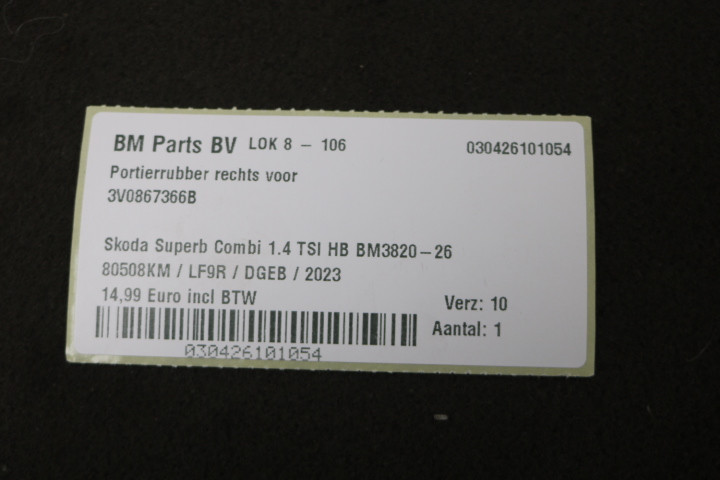 BM Parts BV LOK 8 - 106 030426101054
Portierrubber rechts voor
3V0867366B
Skoda Superb Combi 1.4 TSI HB BM3820-26
80508KM / LF9R / DGEB / 2023
14,99 Euro incl BTW Verz: 10
Aantal: 1
030426101054